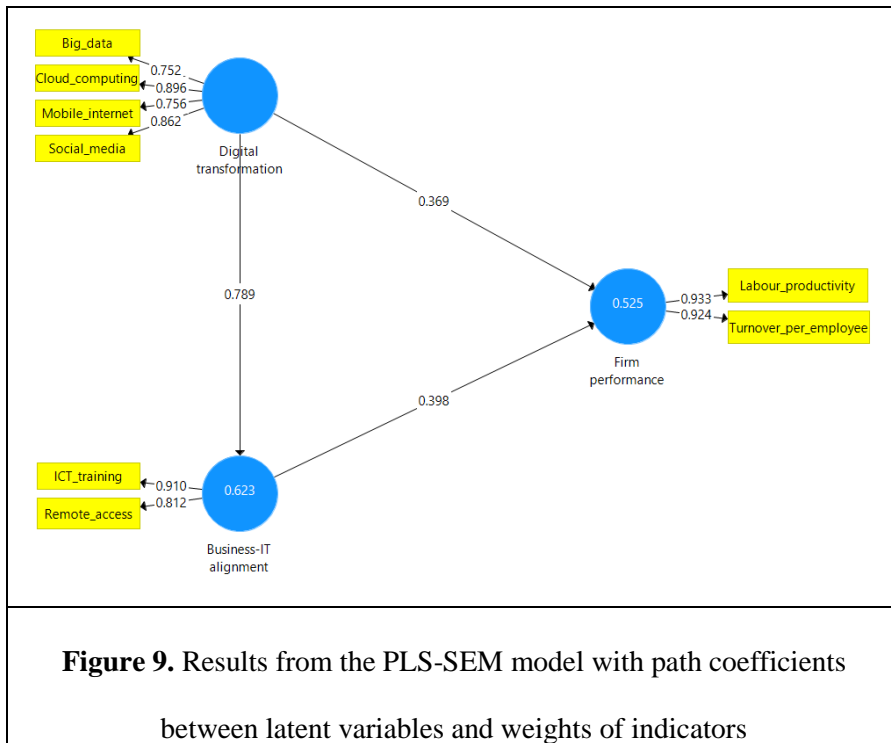 Big_data
0.752
Cloud_computing
0.896
Mobile_internet
0.756
0.862
Social_media
Digital
transformation
0.369
0.789
Labour_productivity
0.933
0.525
0.924
Turnover_per_employee
Firm
performance
0.398
ICT_training
0.910
0.623
0.812
Remote_access
Business-IT
alignment
Figure 9. Results from the PLS-SEM model with path coefficients
between latent variables and weights of indicators